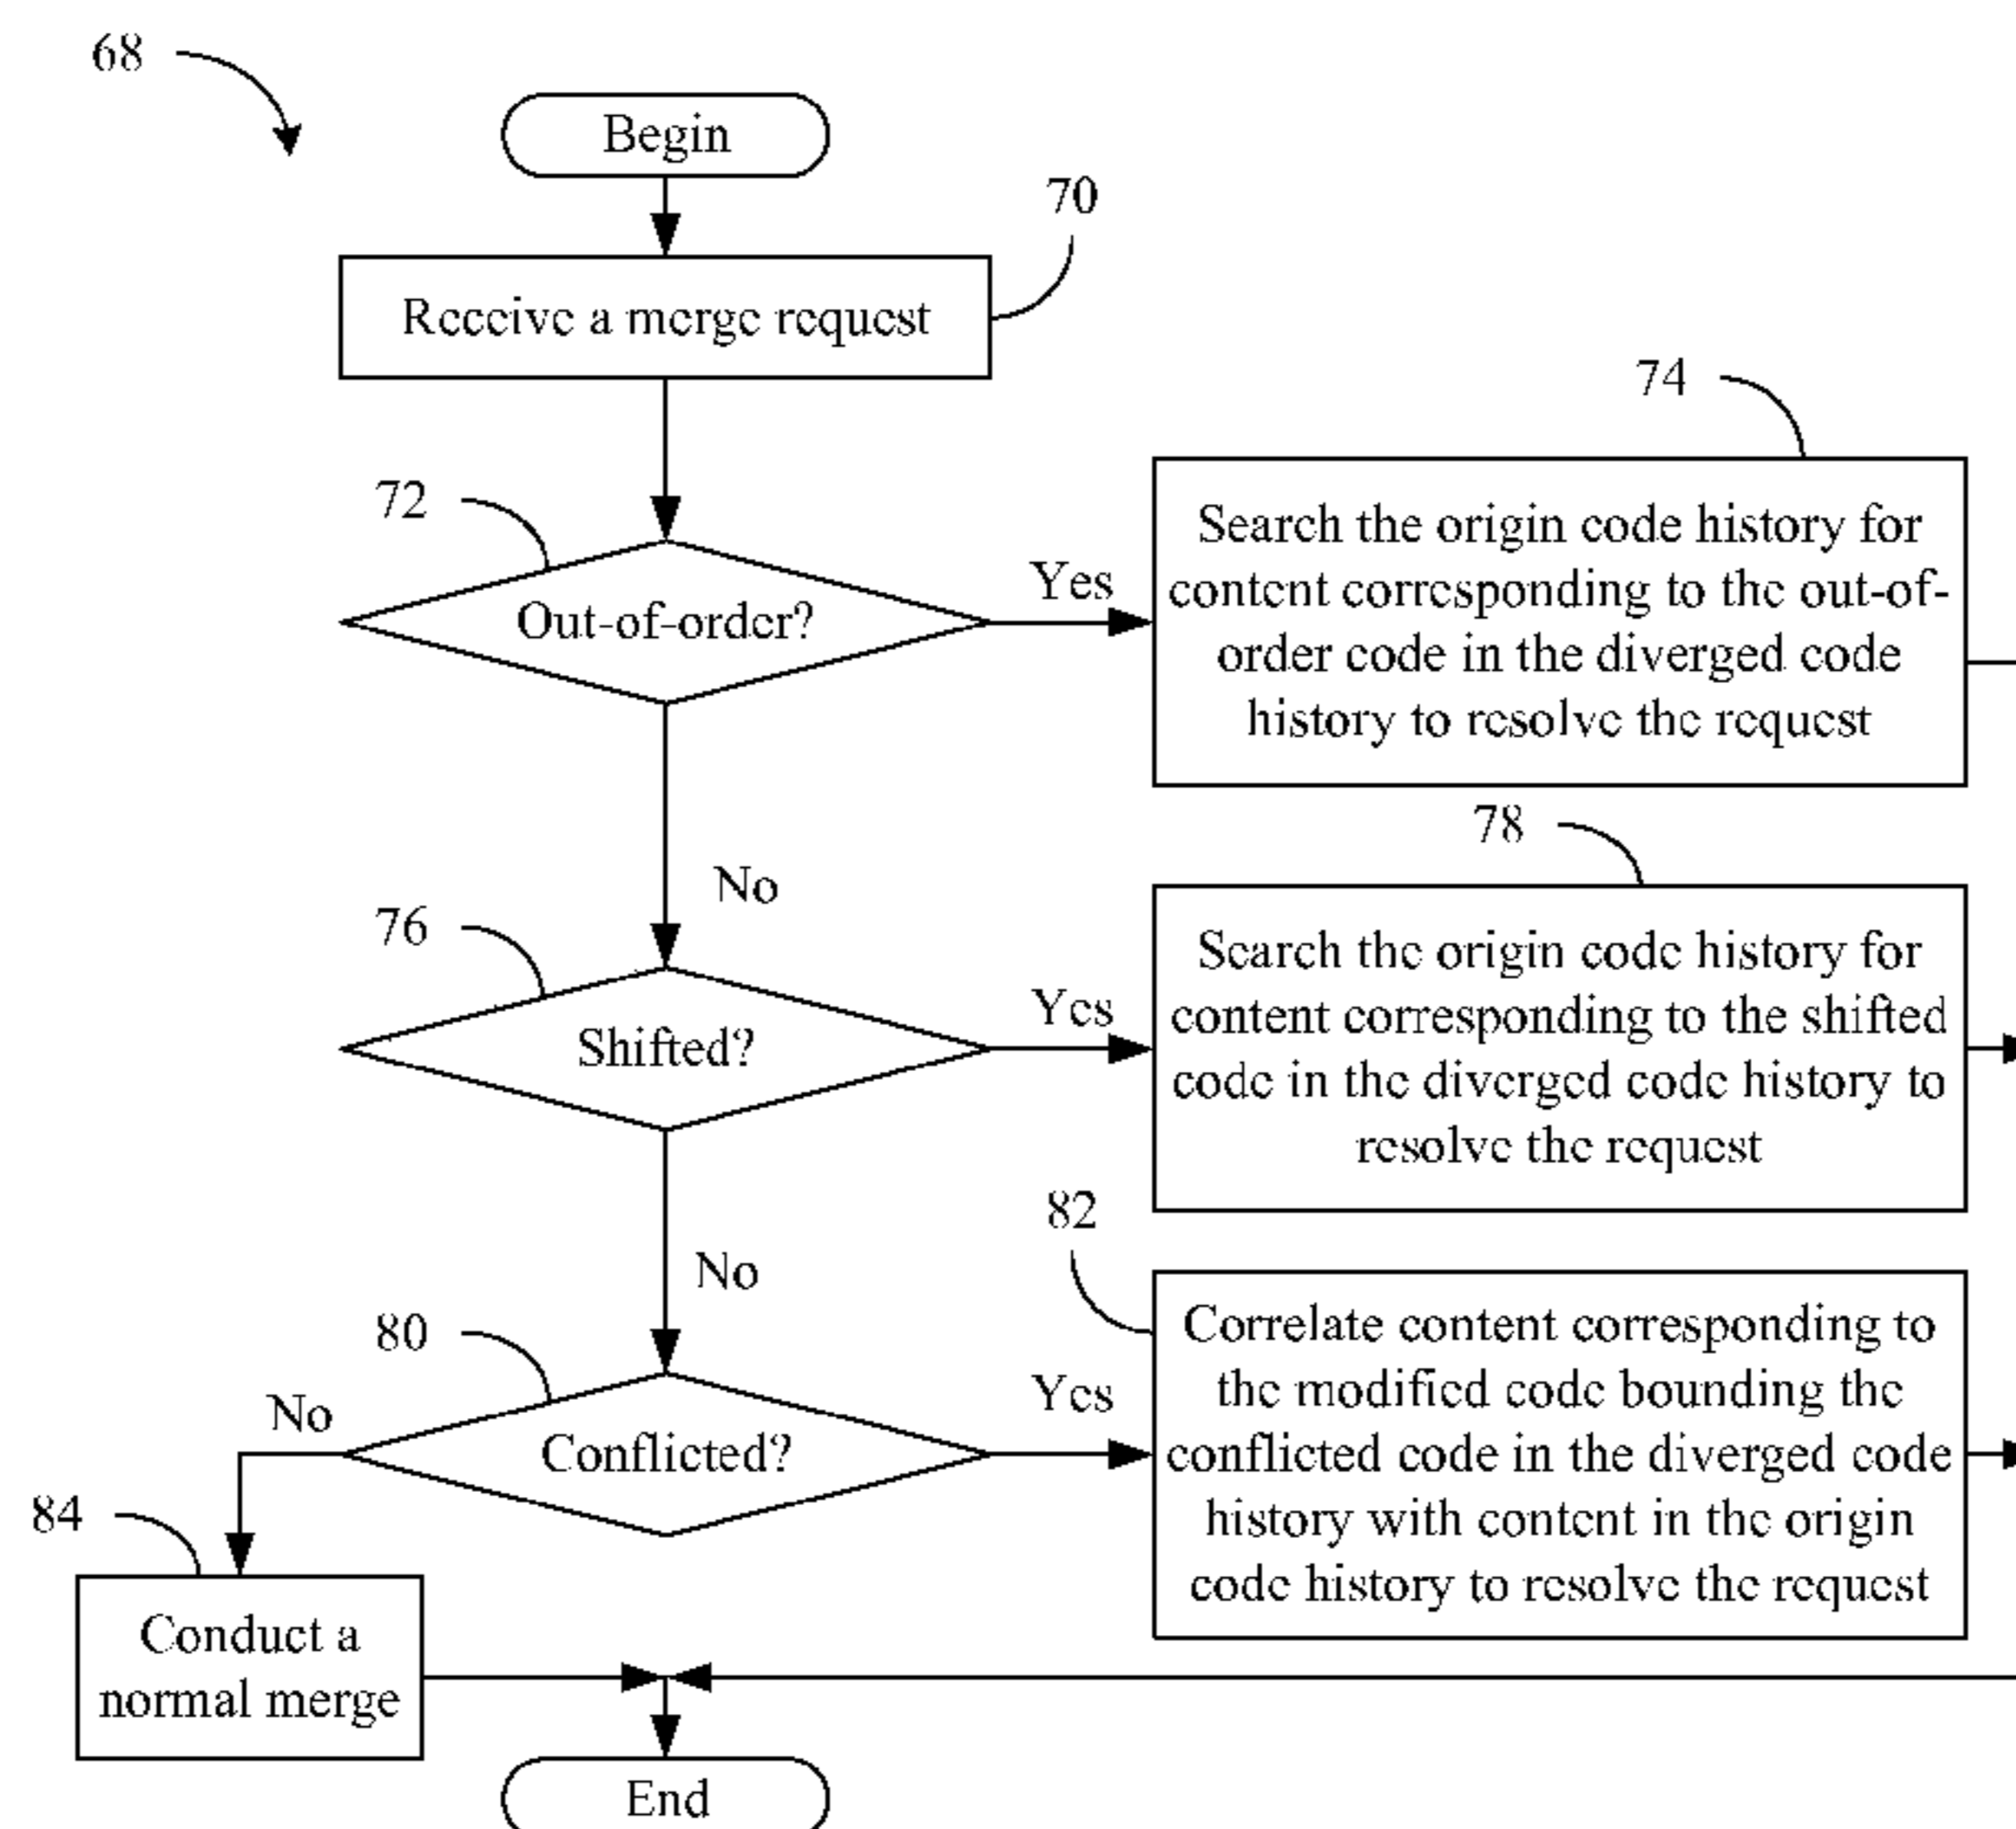 68
Begin
70
Receive a merge request
74
72
Out-of-order?
Yes
Search the origin code history for
content corresponding to the out-of-
order code in the diverged code
history to resolve the request
No
78
76
Shifted?
Yes
Search the origin code history for
content corresponding to the shifted
code in the diverged code history to
resolve the request
No
82
80
Conflicted?
Yes
Correlate content corresponding to
the modified code bounding the
conflicted code in the diverged code
history with content in the origin
code history to resolve the request
No
84
Conduct a
normal merge
End